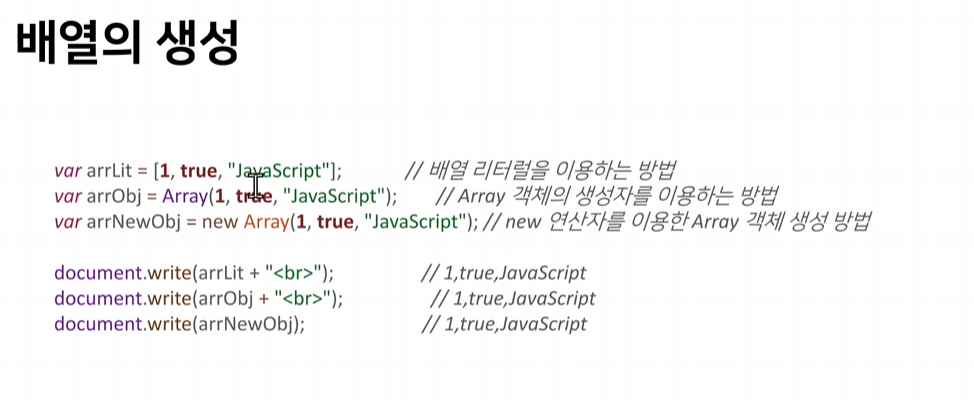 배열의 생성
var arrLit = [1, true, "JavaScript"]; // 배열 리터럴을 이용하는 방법
var arrObj = Array(1, true, "JavaScript"); // Array 객체의 생성자를 이용하는 방법
var arrNewObj = new Array(1, true, "JavaScript"); // new 연산자를 이용한 Array 객체 생성 방법
document.write(arrLit + "<br>"); // 1,true,JavaScript
document.write(arrObj + "<br>"); // 1,true,JavaScript
document.write(arrNewObj); // 1,true,JavaScript